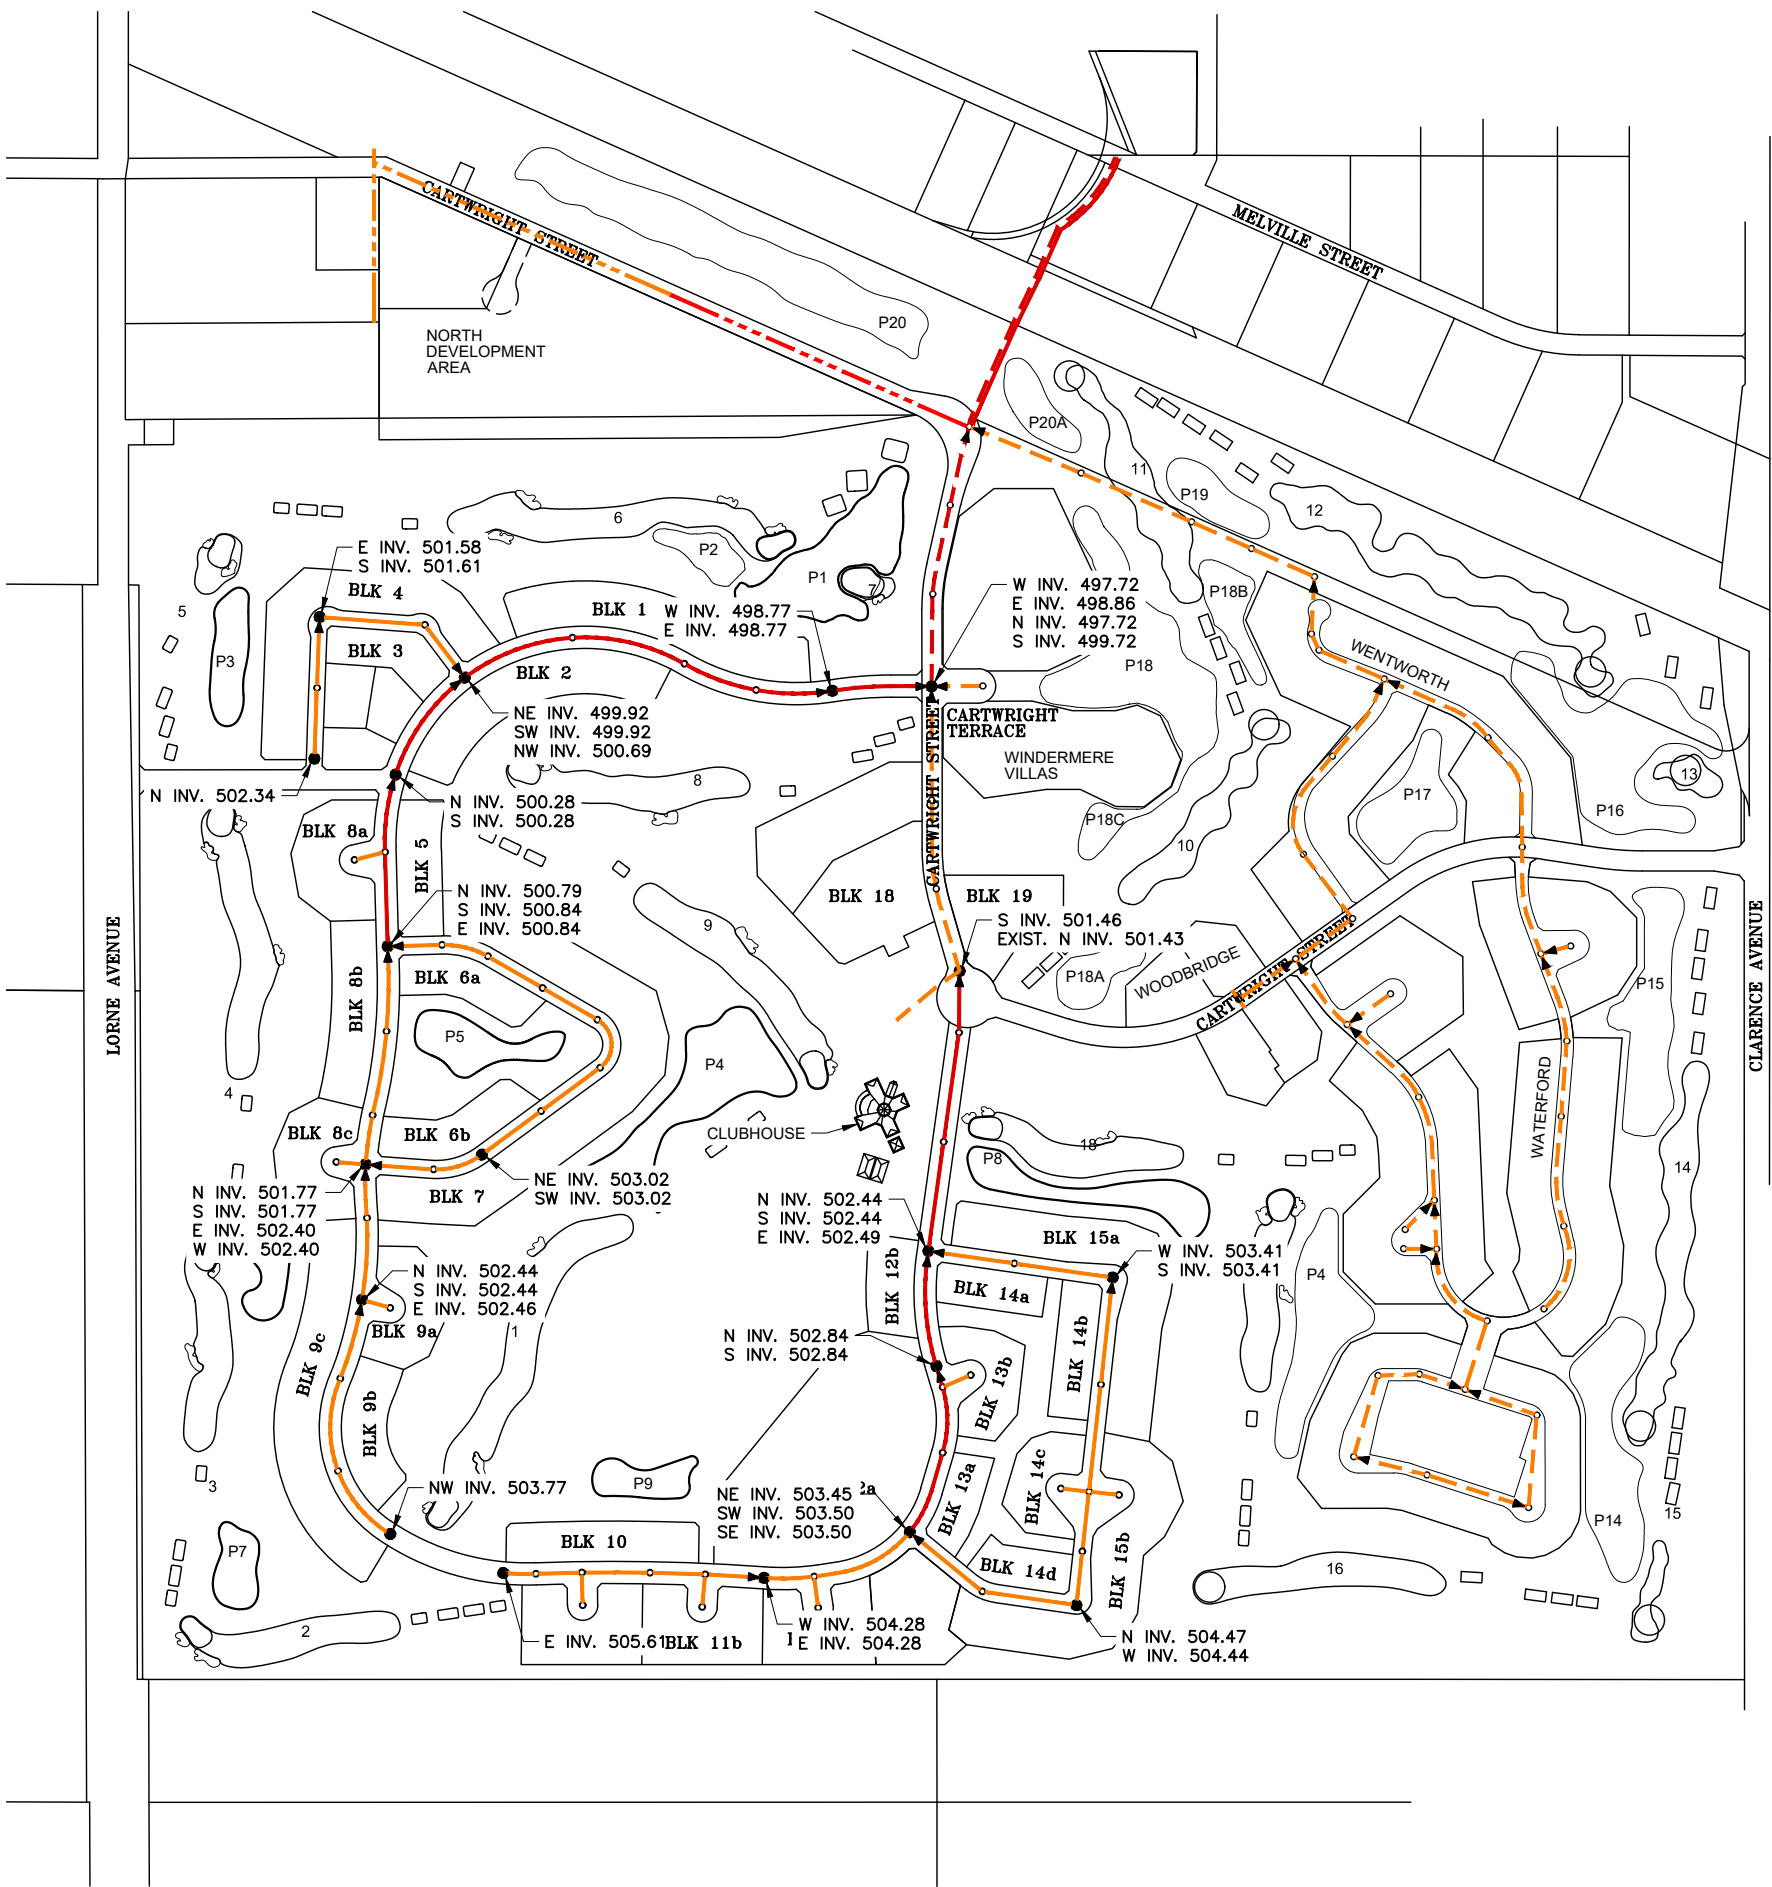 CARTWRIGHT STREET
MELVILLE STREET
P20
NORTH
DEVELOPMENT
AREA
P20A
11
P19
12
6
P2
E INV. 501.58
S INV. 501.61
BLK 4
5
P1
7
W INV. 497.72
E INV. 498.86
N INV. 497.72
S INV. 499.72
P18B
BLK 1
W INV. 498.77
E INV. 498.77
BLK 3
P3
BLK 2
P18
WENTWORTH
NE INV. 499.92
SW INV. 499.92
NW INV. 500.69
CARTWRIGHT
TERRACE
CARTWRIGHT STREET
WINDERMERE
VILLAS
8
13
N INV. 502.34
N INV. 500.28
S INV. 500.28
P17
P16
P18C
10
BLK 8a
BLK 5
N INV. 500.79
S INV. 500.84
E INV. 500.84
BLK 18
BLK 19
9
S INV. 501.46
EXIST. N INV. 501.43
LORNE AVENUE
CLARENCE AVENUE
BLK 8b
BLK 6a
P18A
WOODBRIDGE
CARTWRIGHT STREET
P15
P5
P4
4
BLK 8c
BLK 6b
CLUBHOUSE
18
WATERFORD
P8
14
NE INV. 503.02
SW INV. 503.02
BLK 7
N INV. 501.77
S INV. 501.77
E INV. 502.40
W INV. 502.40
N INV. 502.44
S INV. 502.44
E INV. 502.49
BLK 15a
W INV. 503.41
S INV. 503.41
P4
N INV. 502.44
S INV. 502.44
E INV. 502.46
BLK 12b
BLK 14a
BLK 9a
1
N INV. 502.84
S INV. 502.84
BLK 14b
BLK 9c
BLK 13b
BLK 9b
NW INV. 503.77
P9
3
NE INV. 503.45
SW INV. 503.50
SE INV. 503.50
2a
BLK 13a
BLK 14c
15
P14
P7
BLK 10
BLK 14d
BLK 15b
16
2
E INV. 505.61
BLK 11b
W INV. 504.28
E INV. 504.28
N INV. 504.47
W INV. 504.44